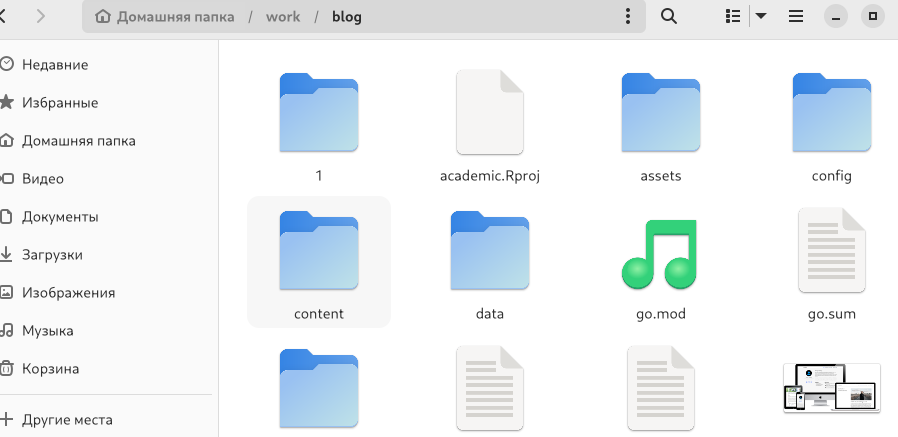 Домашняя папка / work / blog
Недавние
Избранные
Домашняя папка
Видео
Документы
Загрузки
Изображения
Музыка
Корзина
Другие места
1
academic.Rproj
assets
config
content
data
go.mod
go.sum